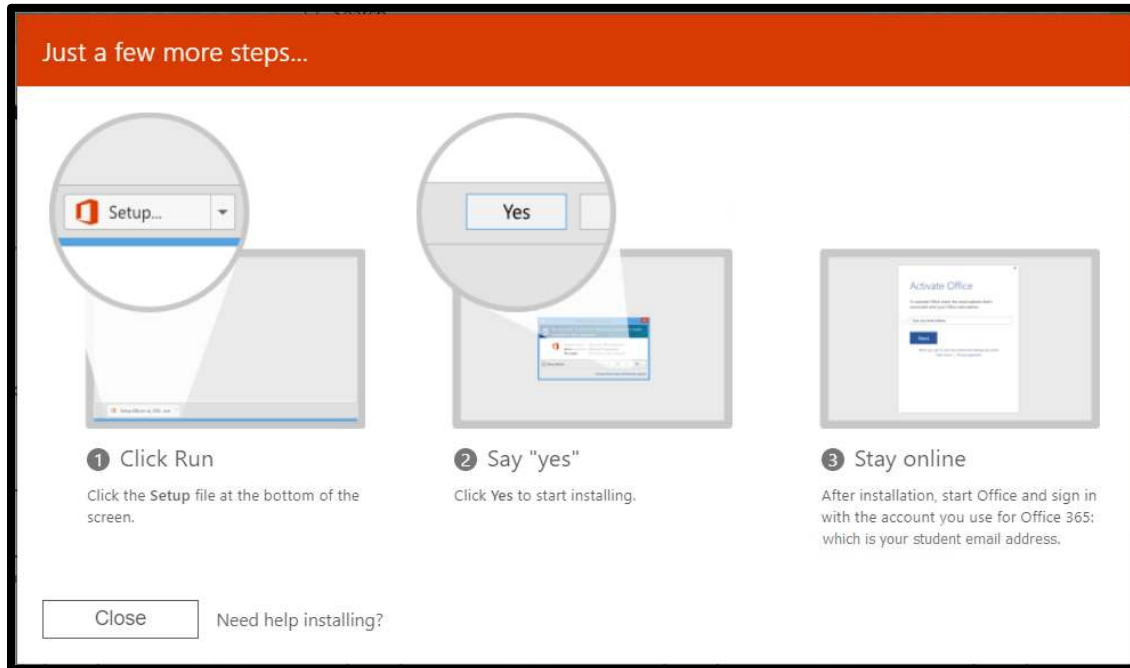 Just a few more steps...
Setup...
Yes
Activate Office
1 Click Run
Click the Setup file at the bottom of the
screen.
2 Say "yes"
Click Yes to start installing.
3 Stay online
After installation, start Office and sign in
with the account you use for Office 365:
which is your student email address.
Close
Need help installing?